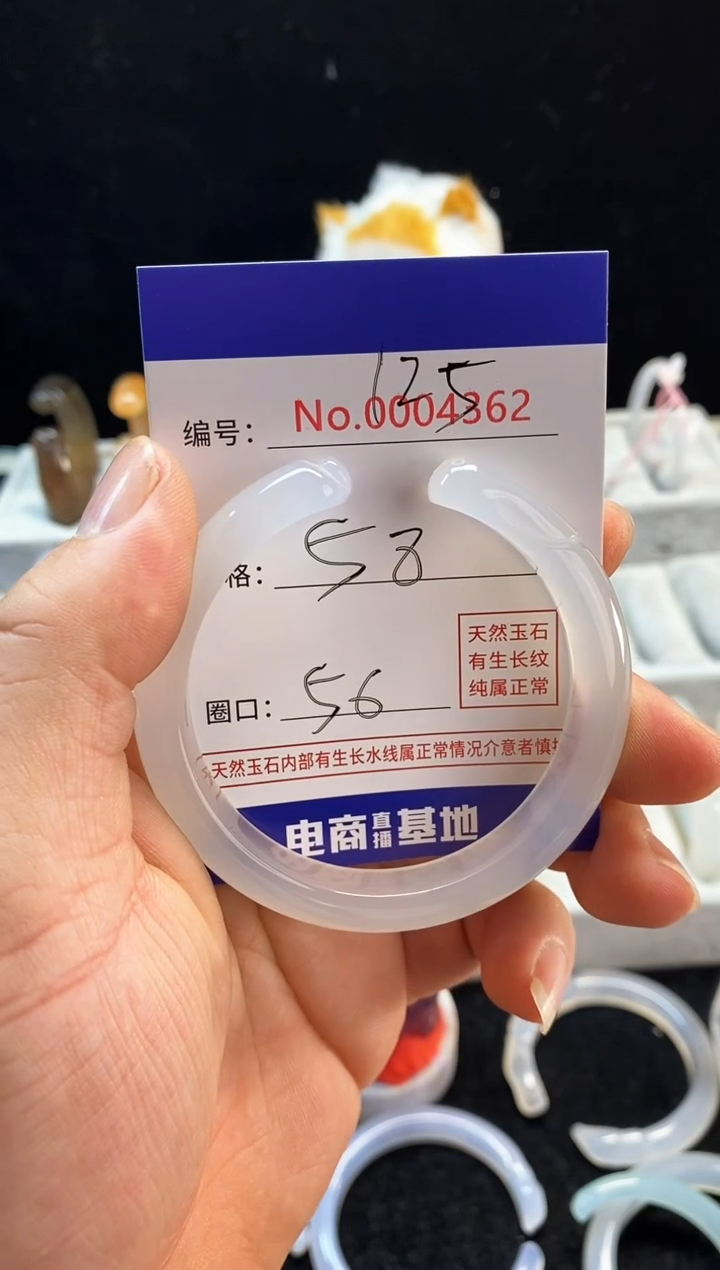 125
编号: No.0004362
格: 58
天然玉石
有生长纹
纯属正常
圈口: 56
天然玉石内部有生长水线属正常情况介意者慎
电商直播基地